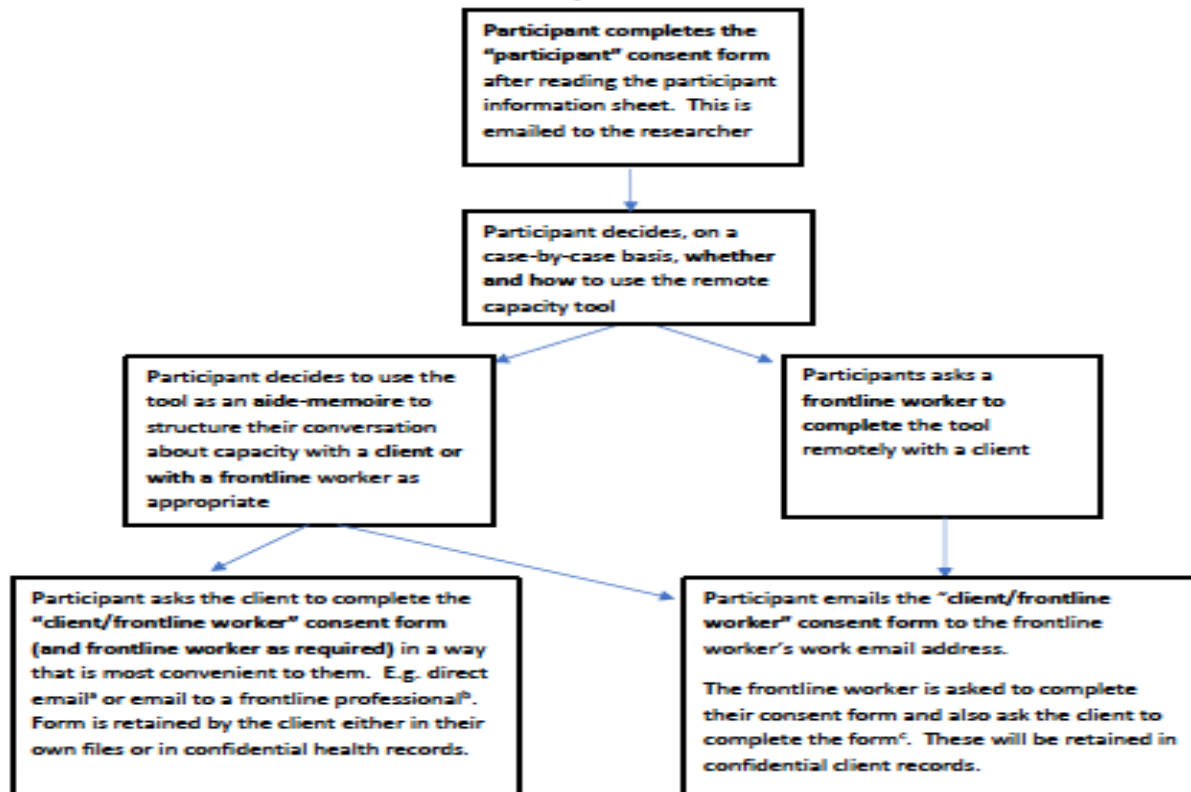 Participant completes the
“participant” consent form
after reading the participant
information sheet.  This is
emailed to the researcher
Participant decides, on a
case-by-case basis, whether
and how to use the remote
capacity tool
Participant decides to use the
tool as an aide-memoire to
structure their conversation
about capacity with a client or
with a frontline worker as
appropriate
Participants asks a
frontline worker to
complete the tool
remotely with a client
Participant asks the client to complete the
“client/frontline worker” consent form
(and frontline worker as required) in a way
that is most convenient to them.  E.g. direct
emailᵃ or email to a frontline professionalᵇ.
Form is retained by the client either in their
own files or in confidential health records.
Participant emails the “client/frontline
worker” consent form to the frontline
worker’s work email address.
The frontline worker is asked to complete
their consent form and also ask the client to
complete the formᶜ.  These will be retained in
confidential client records.